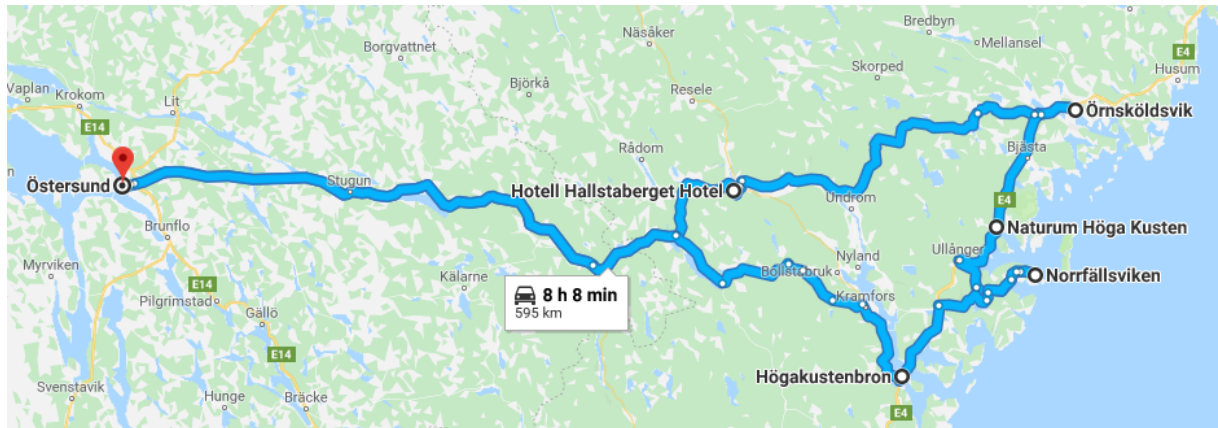 Bredbyn
Näsåker
Mellansel
Borgvattnet
E4
Skorped
Husum
Björkå
Resele
Vaplan
Krokom
Lit
Örnsköldsvik
E14
Rådom
Bjästa
Östersund
Stugun
Hotell Hallstaberget Hotel
Undrom
E4
Brunflo
Naturum Höga Kusten
Ullånger
Nyland
Myrviken
Kälarne
Bollstabruk
Norrfällsviken
8 h 8 min
595 km
Pilgrimstad
E14
Kramfors
Gällö
E14
Högakustenbron
Svenstavik
Hunge
Bräcke
E4